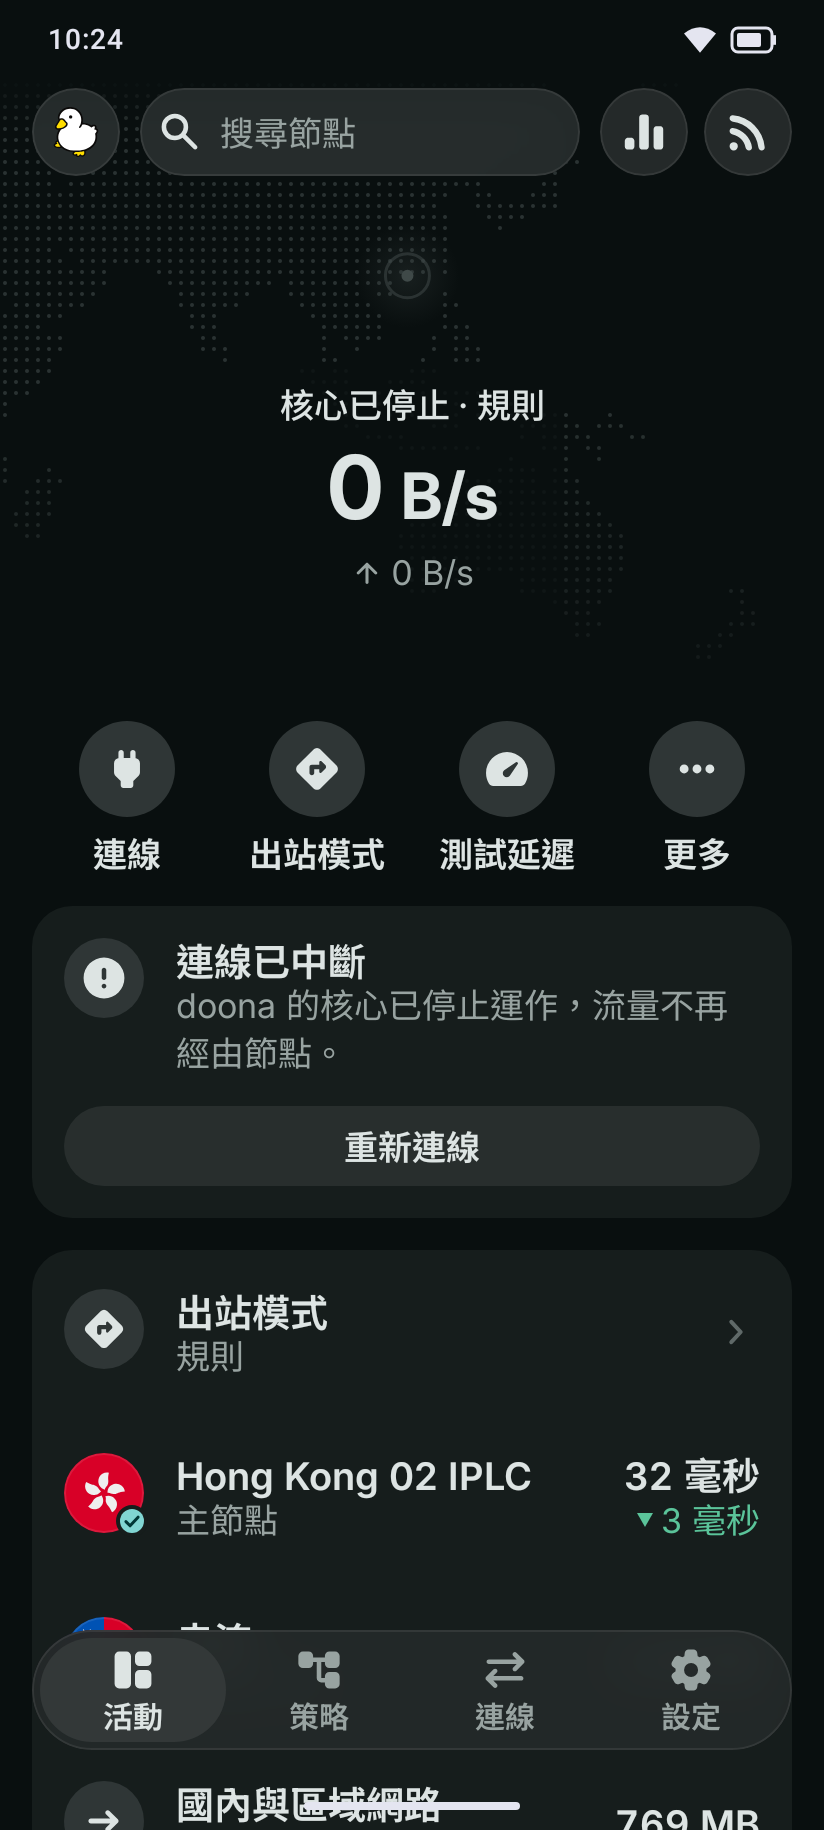 10:24
搜尋節點
核心已停止 · 規則
0 B/s
↑ 0 B/s
連線
出站模式
測試延遲
更多
連線已中斷
doona 的核心已停止運作，流量不再
經由節點。
重新連線
出站模式
規則
Hong Kong 02 IPLC
32 毫秒
主節點
▼3 毫秒
活動
策略
連線
設定
國內與區域網路
769 MB